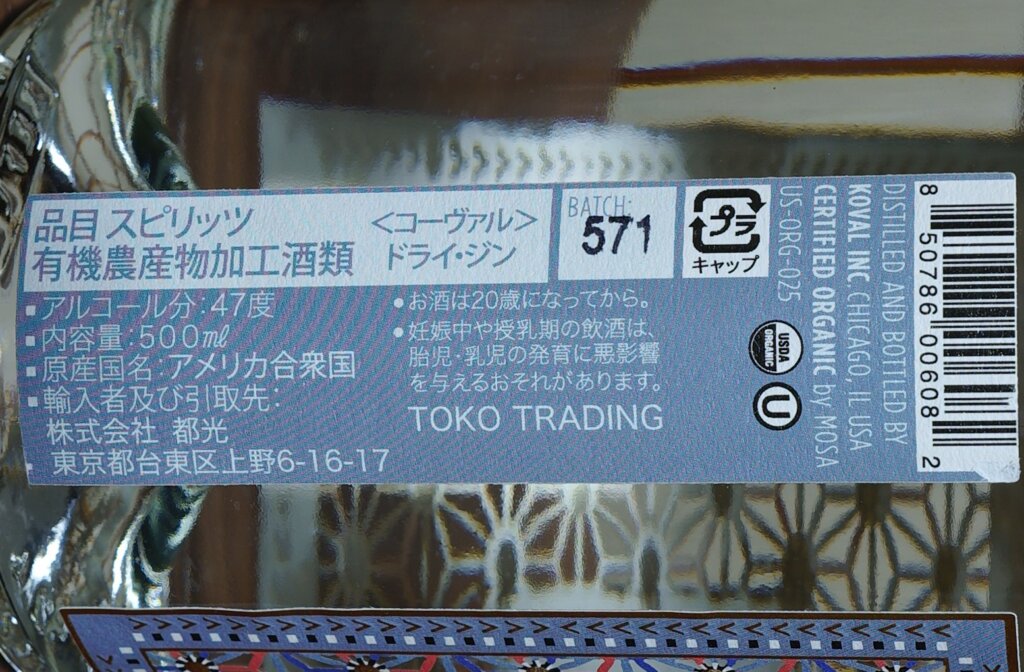 品目 スピリッツ
有機農産物加工酒類
<コーヴァル>
ドライ・ジン
BATCH:
571
プラ
キャップ
▪アルコール分:47度
▪内容量:500㎖
▪原産国名:アメリカ合衆国
▪輸入者及び引取先:
株式会社 都光
▪東京都台東区上野6-16-17
●お酒は20歳になってから。
●妊娠中や授乳期の飲酒は、
胎児・乳児の発育に悪影響
を与えるおそれがあります。
TOKO TRADING
DISTILLED AND BOTTLED BY
KOVAL INC, CHICAGO, IL USA
CERTIFIED ORGANIC by MOSA
US-ORG-025
USDA
ORGANIC
U
8 50786 00608 2